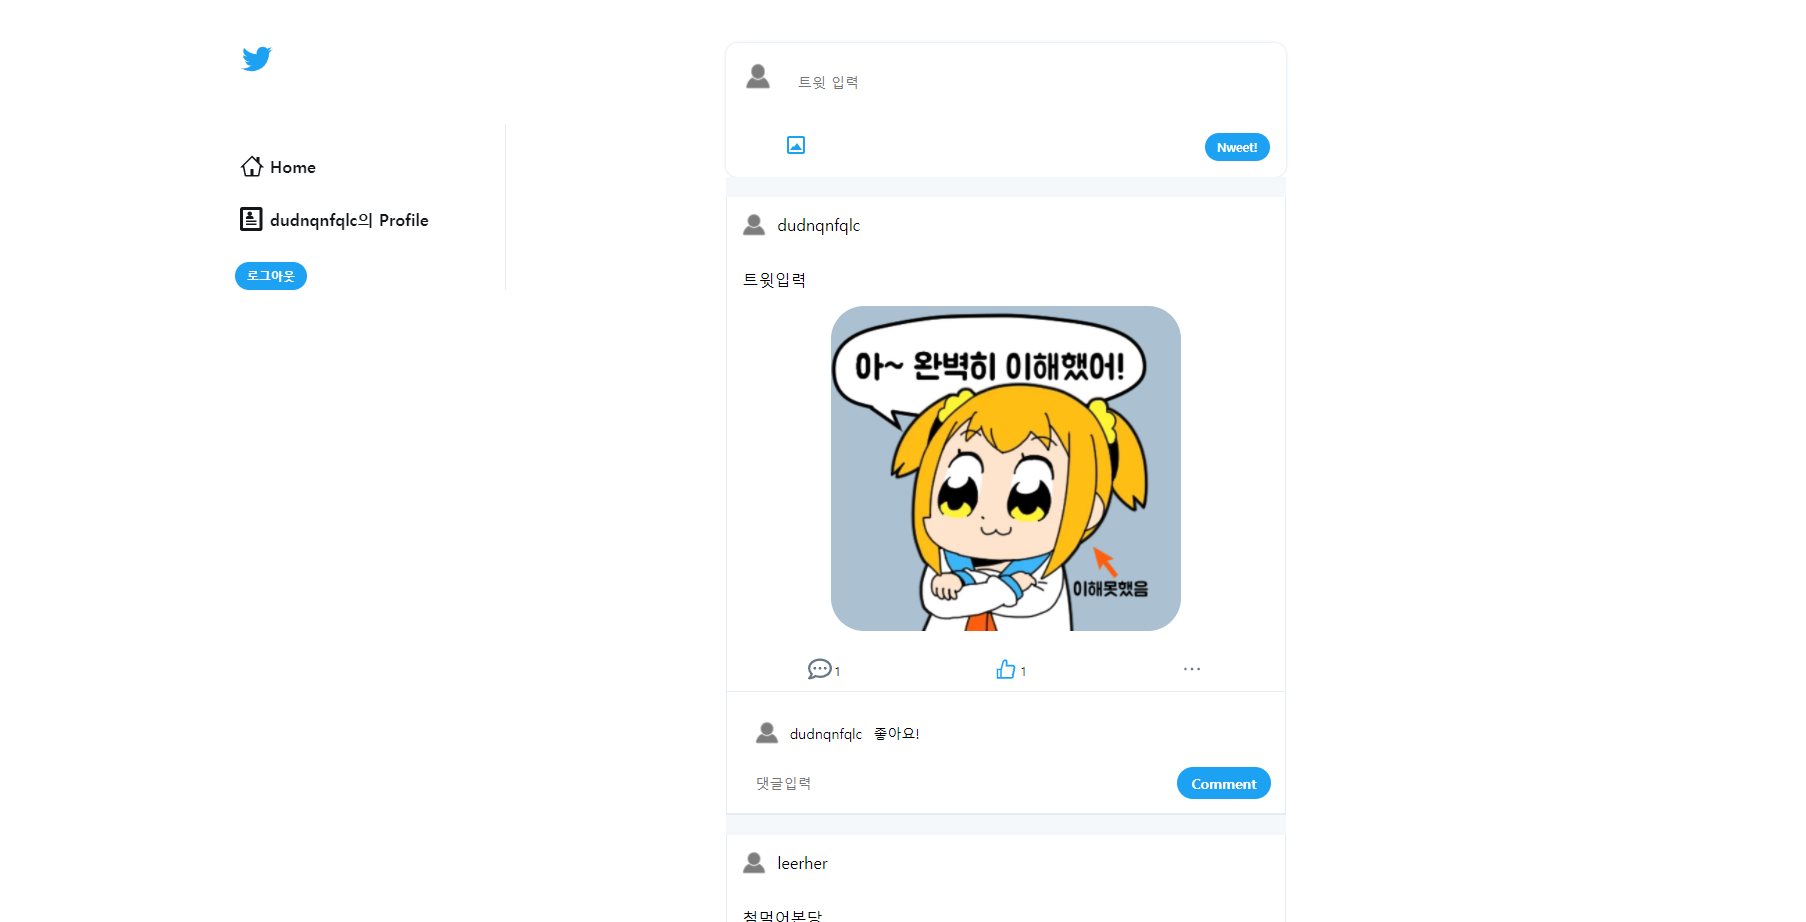 트윗 입력
Nweet!
Home
dudnqnfqlc의 Profile
로그아웃
dudnqnfqlc
트윗입력
아~ 완벽히 이해했어!
이해못했음
1
1
dudnqnfqlc 좋아요!
댓글입력
Comment
leerher